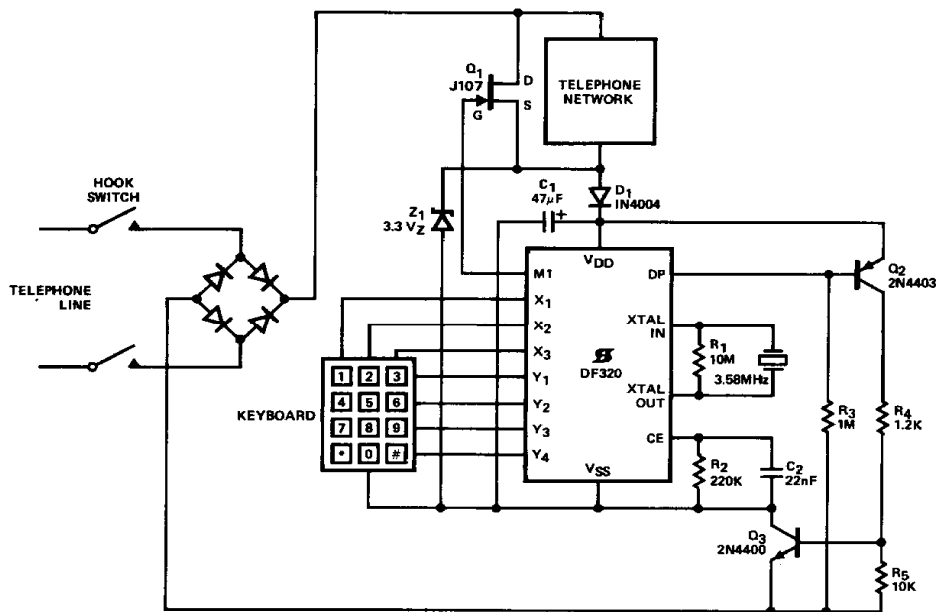 Q1
J107
D
S
G
TELEPHONE
NETWORK
HOOK
SWITCH
TELEPHONE
LINE
Z1
3.3 VZ
C1
47µF
+
D1
IN4004
VDD
M1
X1
X2
X3
Y1
Y2
Y3
Y4
VSS
DF320
DP
XTAL
IN
XTAL
OUT
CE
R1
10M
3.58MHz
R2
220K
C2
22nF
Q2
2N4403
R3
1M
R4
1.2K
Q3
2N4400
R5
10K
KEYBOARD
1 2 3
4 5 6
7 8 9
* 0 #